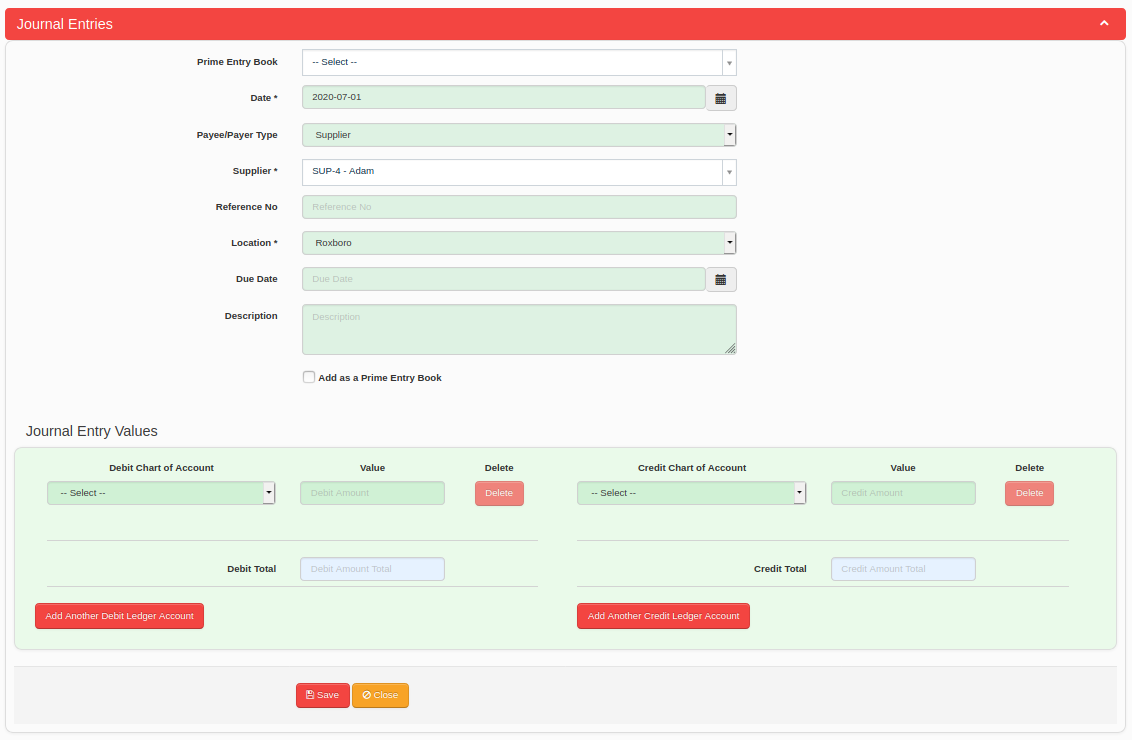 Journal Entries
Prime Entry Book -- Select --
Date * 2020-07-01
Payee/Payer Type Supplier
Supplier * SUP-4 - Adam
Reference No Reference No
Location * Roxboro
Due Date Due Date
Description Description
Add as a Prime Entry Book
Journal Entry Values
Debit Chart of Account Value Delete Credit Chart of Account Value Delete
-- Select -- Debit Amount Delete -- Select -- Credit Amount Delete
Debit Total Debit Amount Total Credit Total Credit Amount Total
Add Another Debit Ledger Account Add Another Credit Ledger Account
Save Close